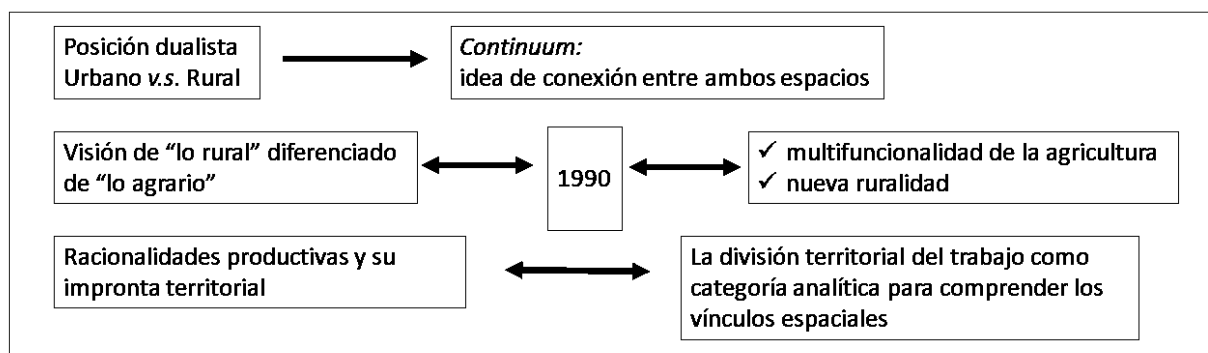 Posición dualista
Urbano v.s. Rural
Continuum:
idea de conexión entre ambos espacios
Visión de “lo rural” diferenciado
de “lo agrario”
1990
✓ multifuncionalidad de la agricultura
✓ nueva ruralidad
Racionalidades productivas y su
impronta territorial
La división territorial del trabajo como
categoría analítica para comprender los
vínculos espaciales